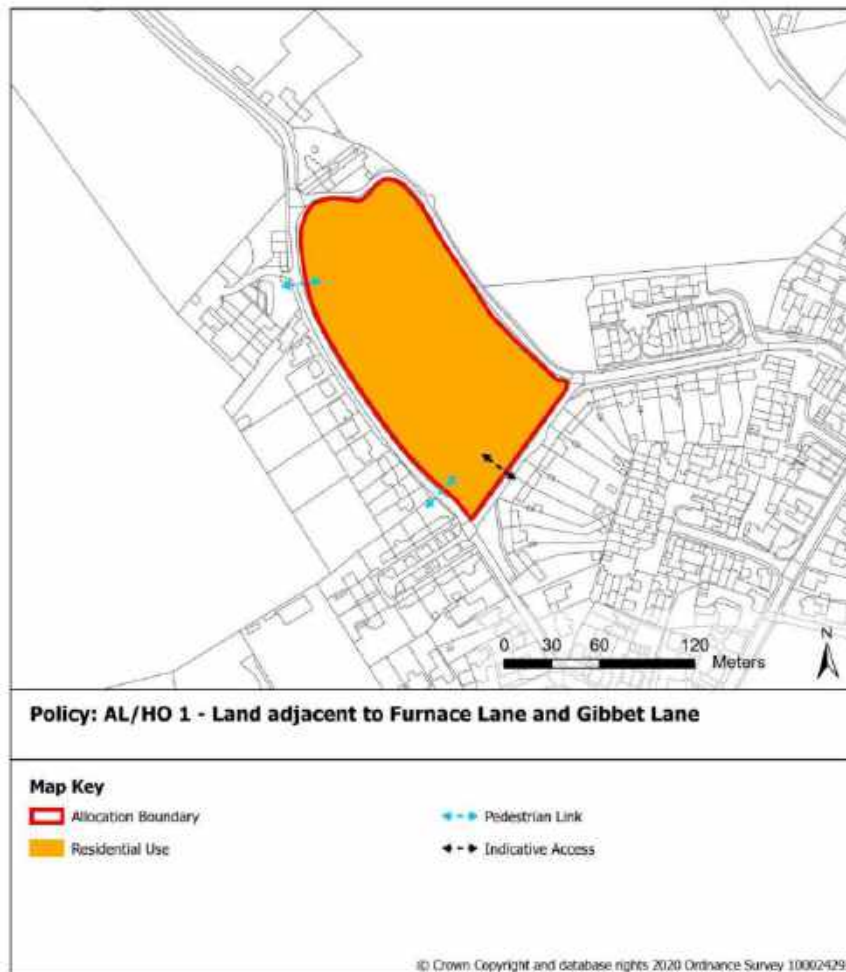 N
0 30 60 120
Meters
Policy: AL/HO 1 - Land adjacent to Furnace Lane and Gibbet Lane
Map Key
Allocation Boundary
Pedestrian Link
Residential Use
Indicative Access
© Crown Copyright and database rights 2020 Ordnance Survey 10002429